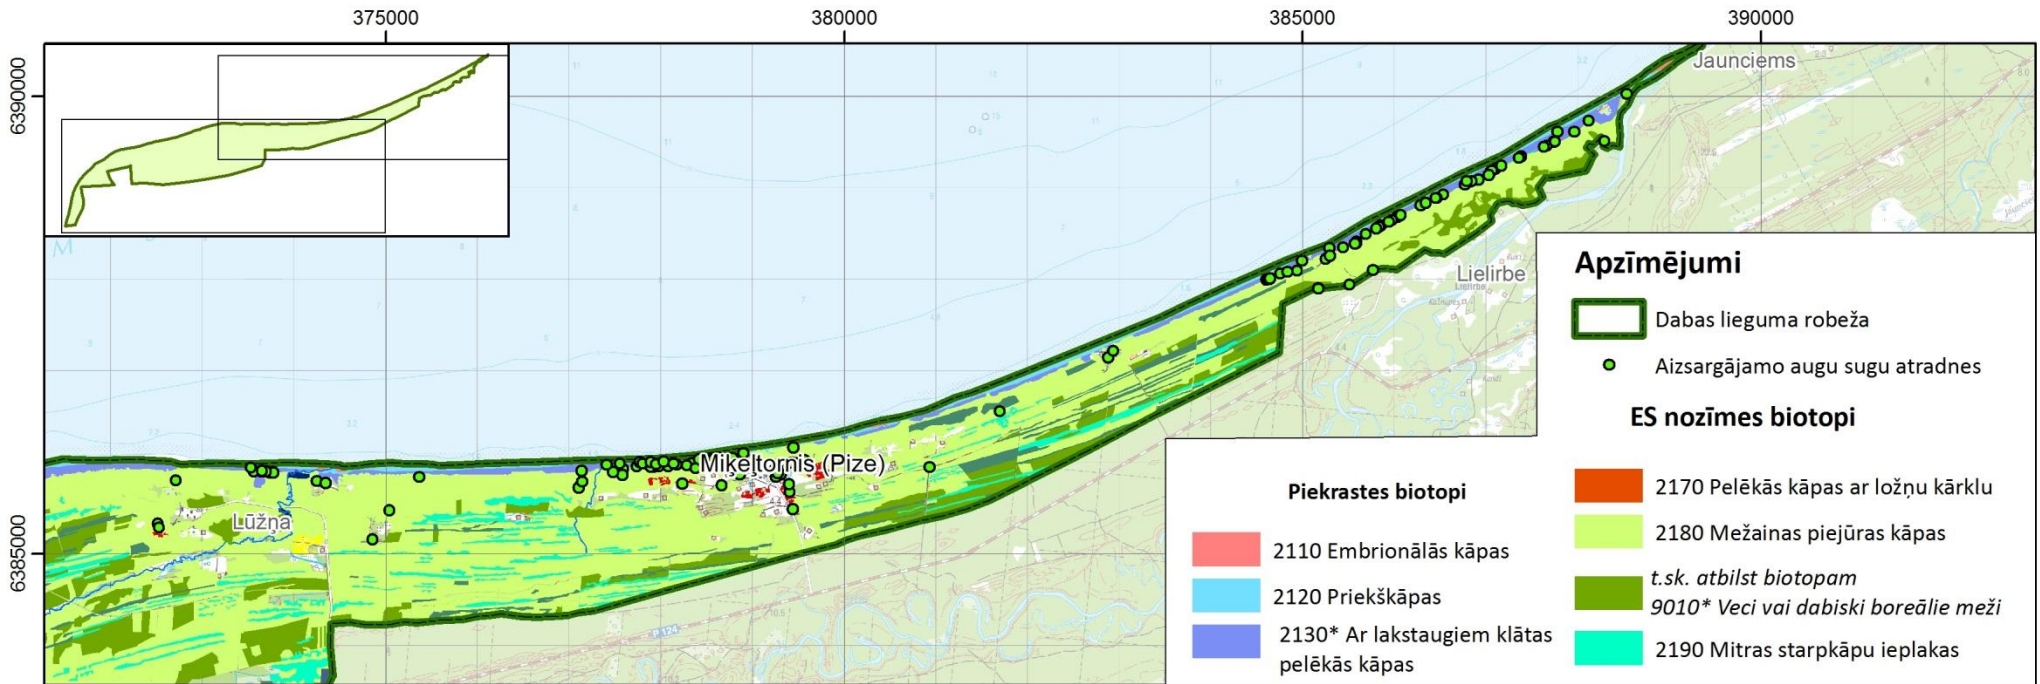 375000
380000
385000
390000
6390000
6385000
Jaunciems
Lielirbe
Lielirbe
Miķeļtornis (Pize)
Lūžņa
P 124
M
Apzīmējumi
Dabas lieguma robeža
Aizsargājamo augu sugu atradnes
ES nozīmes biotopi
Piekrastes biotopi
2110 Embrionālās kāpas
2120 Priekškāpas
2130* Ar lakstaugiem klātas
pelēkās kāpas
2170 Pelēkās kāpas ar ložņu kārklu
2180 Mežainas piejūras kāpas
t.sk. atbilst biotopam
9010* Veci vai dabiski boreālie meži
2190 Mitras starpkāpu ieplakas